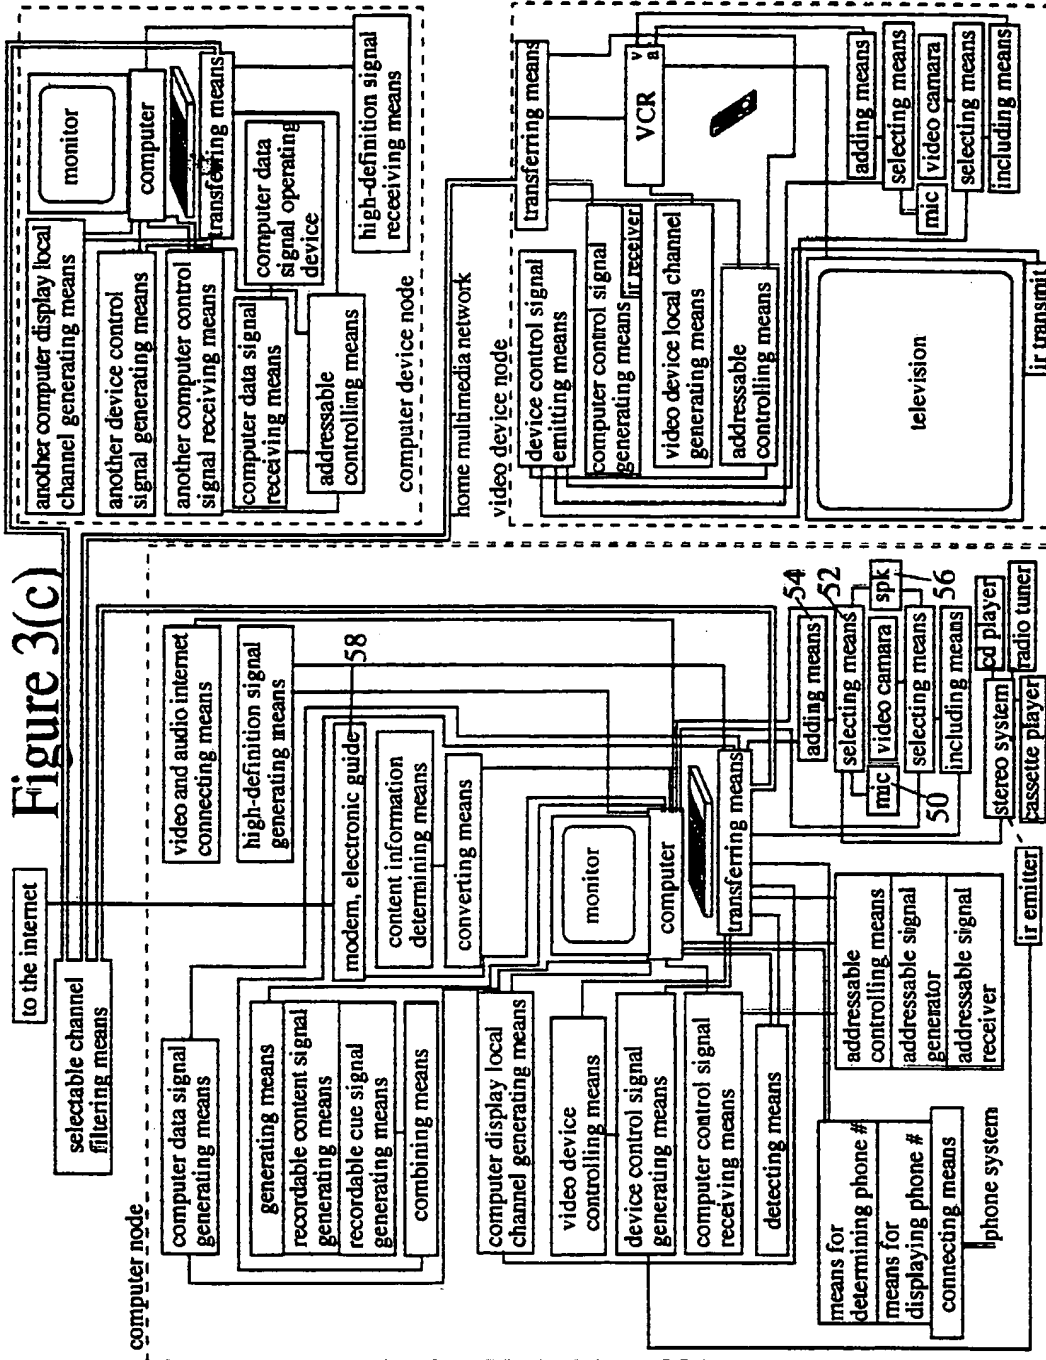 Figure 3(c)
to the internet
selectable channel
filtering means
computer node
computer data signal
generating means
generating means
recordable content signal
generating means
recordable cue signal
generating means
combining means
computer display local
channel generating means
video device
controlling means
device control signal
generating means
computer control signal
receiving means
detecting means
means for
determining phone #
means for
displaying phone #
connecting means
phone system
video and audio internet
connecting means
high-definition signal
generating means
modem, electronic guide
58
content information
determining means
converting means
monitor
computer
transferring means
addressable
controlling means
addressable signal
generator
addressable signal
receiver
adding means
54
selecting means
52
mic
video camara
spk
50
selecting means
56
including means
stereo system
cd player
radio tuner
cassette player
ir emitter
another computer display local
channel generating means
another device control
signal generating means
another computer control
signal receiving means
computer data signal
receiving means
addressable
controlling means
monitor
computer
transferring means
computer data
signal operating
device
high-definition signal
receeiving means
computer device node
home multimedia network
video device node
transferring means
device control signal
emitting means
computer control signal
generating means
ir receiver
video device local channel
generating means
addressable
controlling means
VCR
v
a
television
ir transmit
adding means
selecting means
mic
video camara
selecting means
including means